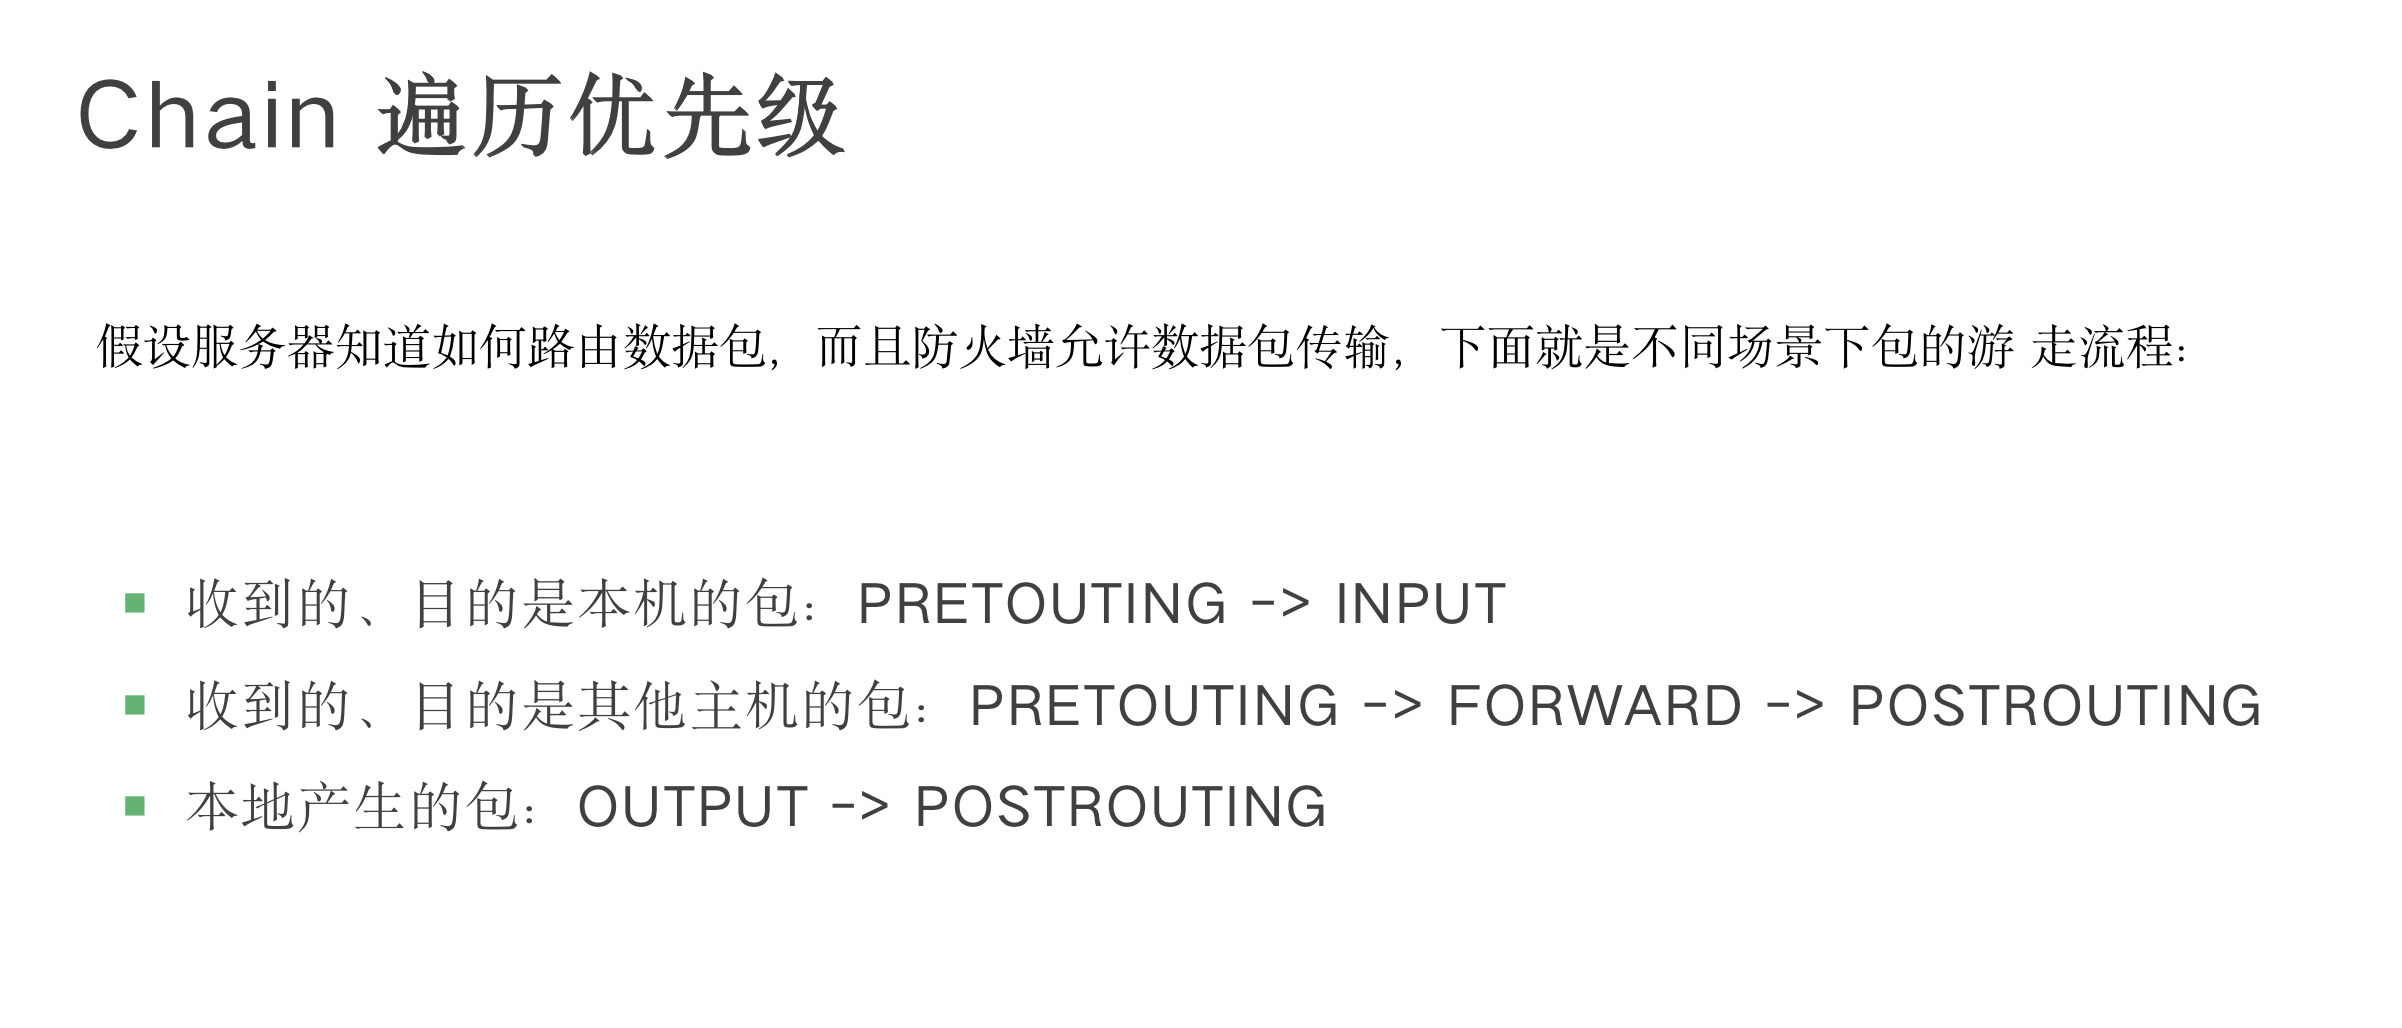 Chain 遍历优先级
假设服务器知道如何路由数据包，而且防火墙允许数据包传输，下面就是不同场景下包的游 走流程：
▪ 收到的、目的是本机的包：PRETOUTING -> INPUT
▪ 收到的、目的是其他主机的包：PRETOUTING -> FORWARD -> POSTROUTING
▪ 本地产生的包：OUTPUT -> POSTROUTING